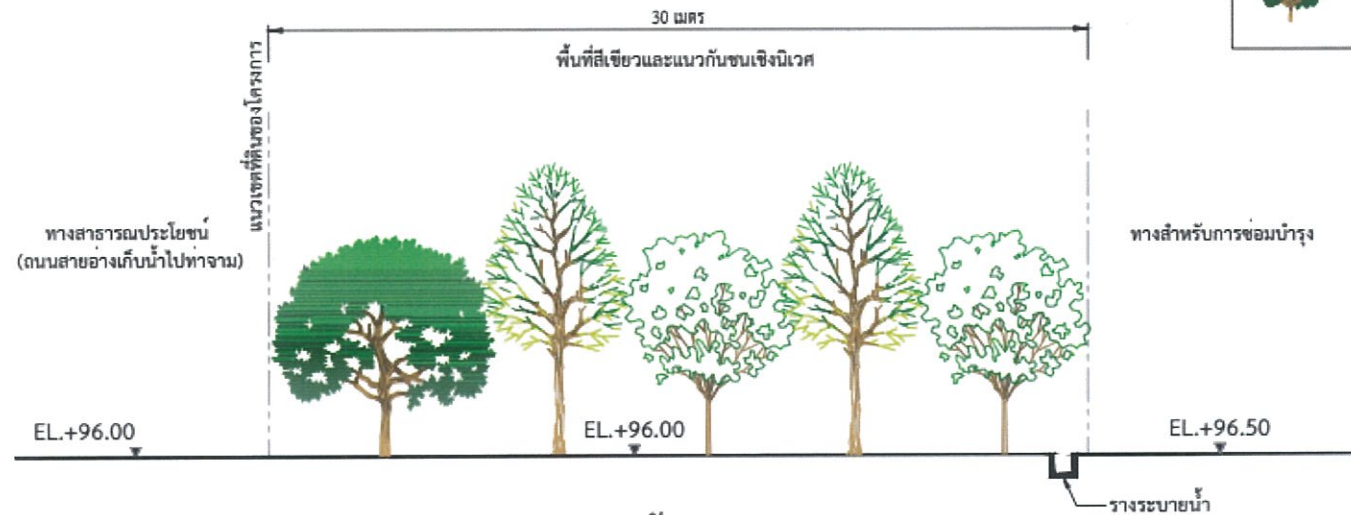 30 เมตร
พื้นที่สีเขียวและแนวกันชนเชิงนิเวศ
แนวเขตที่ดินของโครงการ
ทางสาธารณประโยชน์
(ถนนสายอ่างเก็บน้ำไปท่าจาม)
ทางสำหรับการซ่อมบำรุง
EL.+96.00
EL.+96.00
EL.+96.50
รางระบายน้ำ